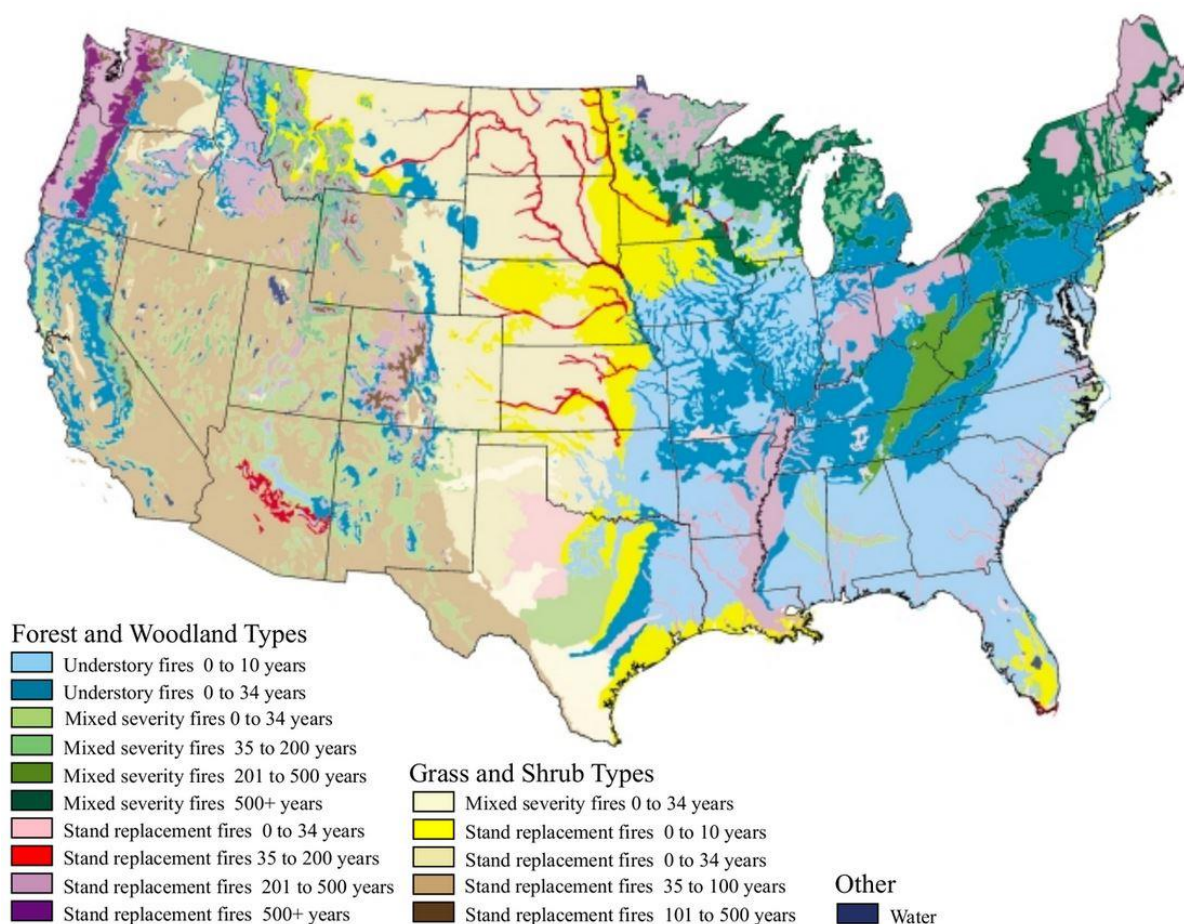 Forest and Woodland Types
Understory fires 0 to 10 years
Understory fires 0 to 34 years
Mixed severity fires 0 to 34 years
Mixed severity fires 35 to 200 years
Mixed severity fires 201 to 500 years
Mixed severity fires 500+ years
Stand replacement fires 0 to 34 years
Stand replacement fires 35 to 200 years
Stand replacement fires 201 to 500 years
Stand replacement fires 500+ years
Grass and Shrub Types
Mixed severity fires 0 to 34 years
Stand replacement fires 0 to 10 years
Stand replacement fires 0 to 34 years
Stand replacement fires 35 to 100 years
Stand replacement fires 101 to 500 years
Other
Water